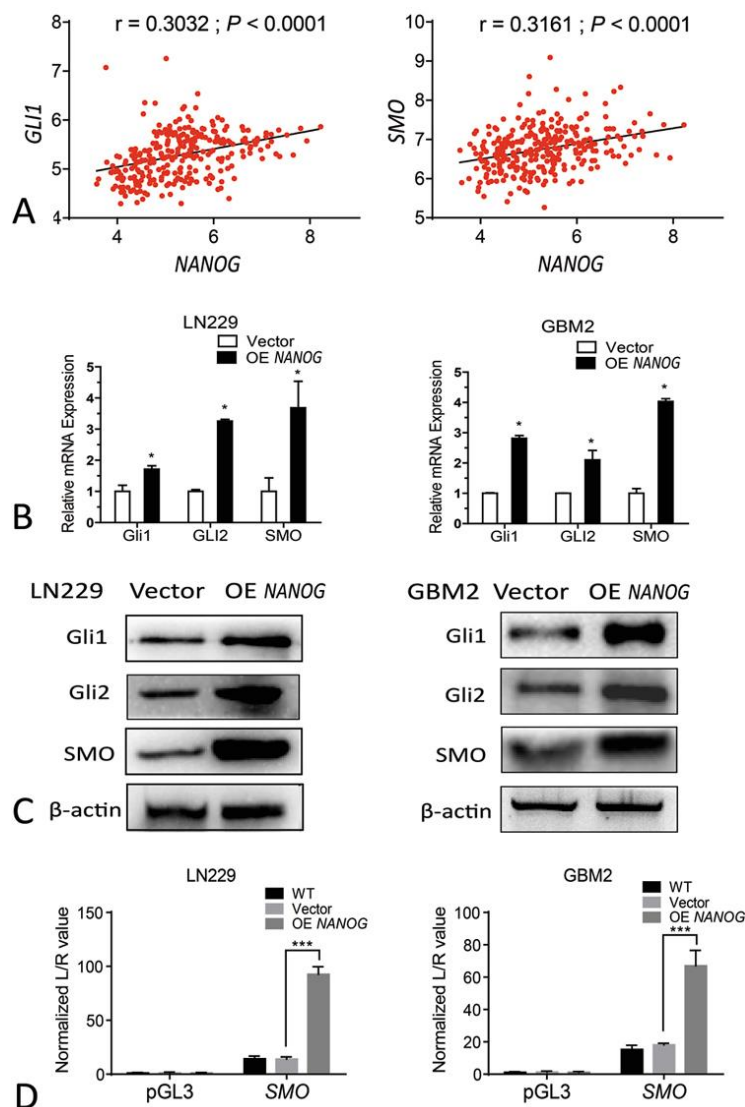 r = 0.3032 ; P < 0.0001
GLI1
8
7
6
5
4
4 6 8
NANOG
r = 0.3161 ; P < 0.0001
SMO
10
9
8
7
6
5
4 6 8
NANOG
A
LN229
Vector
OE NANOG
Relative mRNA Expression
5
4
3
2
1
0
* * *
Gli1 GLI2 SMO
GBM2
Vector
OE NANOG
Relative mRNA Expression
5
4
3
2
1
0
* * *
Gli1 GLI2 SMO
B
LN229 Vector OE NANOG
Gli1
Gli2
SMO
β-actin
GBM2 Vector OE NANOG
Gli1
Gli2
SMO
β-actin
C
LN229
WT
Vector
OE NANOG
Normalized L/R value
150
100
50
0
***
pGL3 SMO
GBM2
WT
Vector
OE NANOG
Normalized L/R value
100
80
60
40
20
0
***
pGL3 SMO
D